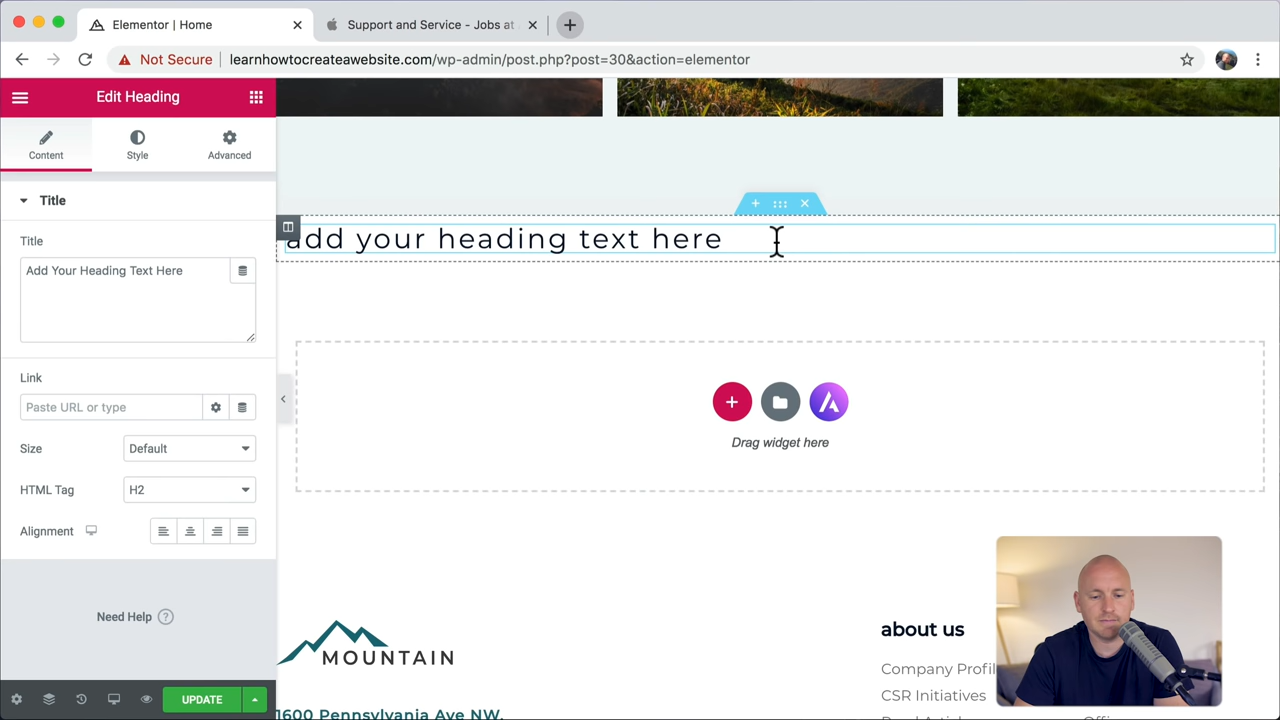 Elementor | Home
Support and Service - Jobs at
Not Secure
learnhowtocreateawebsite.com/wp-admin/post.php?post=30&action=elementor
Edit Heading
Content
Style
Advanced
Title
Title
Add Your Heading Text Here
Link
Paste URL or type
Size
Default
HTML Tag
H2
Alignment
Need Help ?
UPDATE
add your heading text here
Drag widget here
MOUNTAIN
1600 Pennsylvania Ave NW.
about us
Company Profil
CSR Initiatives